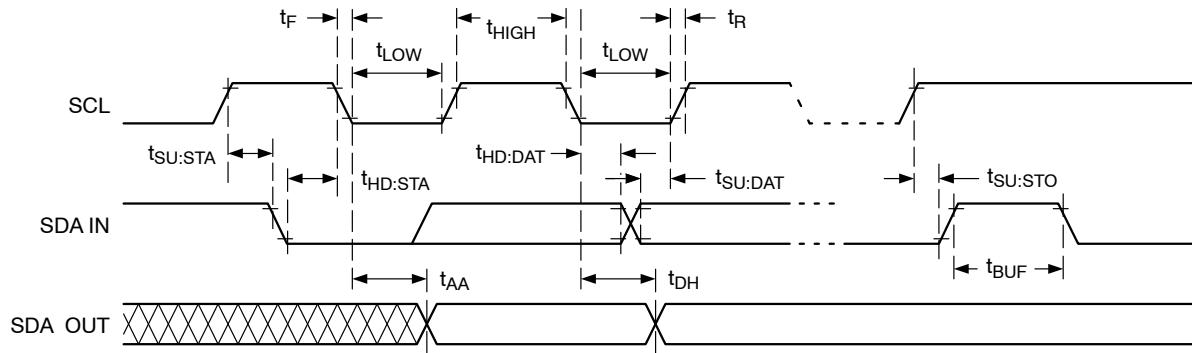 tF
tHIGH
tR
tLOW
tLOW
SCL
tSU:STA
tHD:STA
tHD:DAT
tSU:DAT
tSU:STO
SDA IN
tAA
tDH
tBUF
SDA OUT